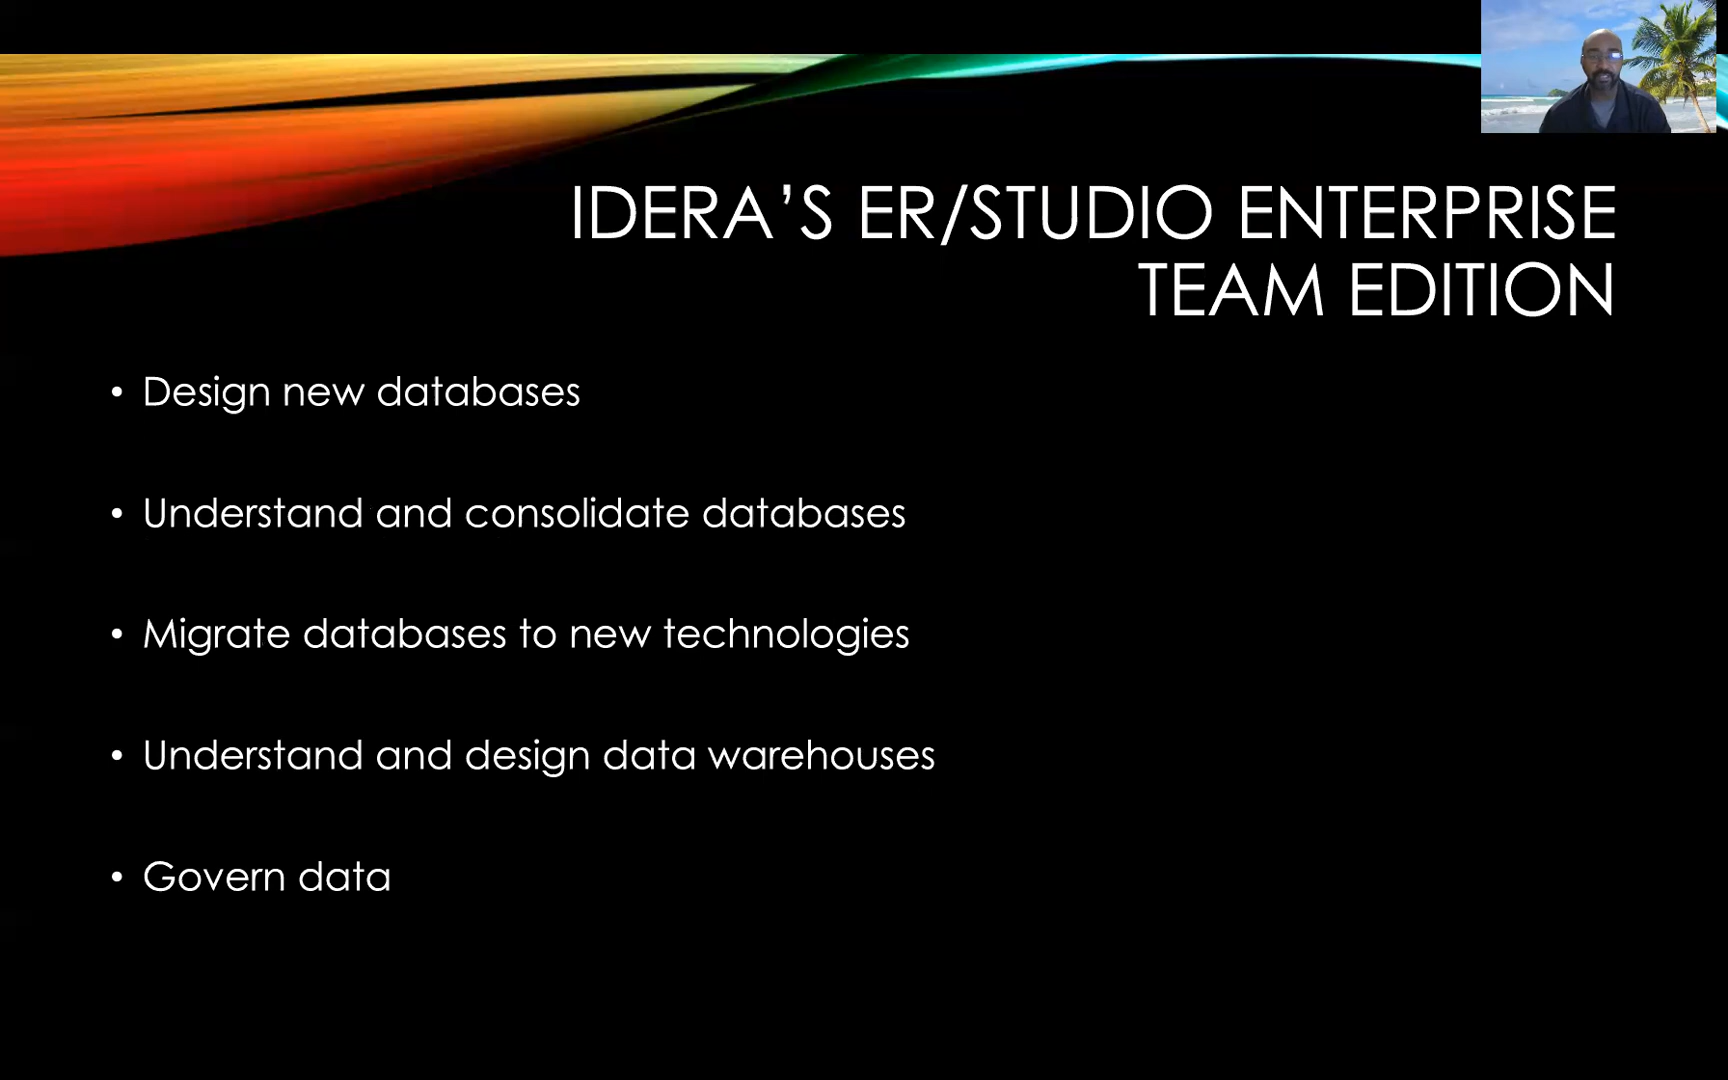 IDERA’S ER/STUDIO ENTERPRISE
TEAM EDITION
• Design new databases
• Understand and consolidate databases
• Migrate databases to new technologies
• Understand and design data warehouses
• Govern data